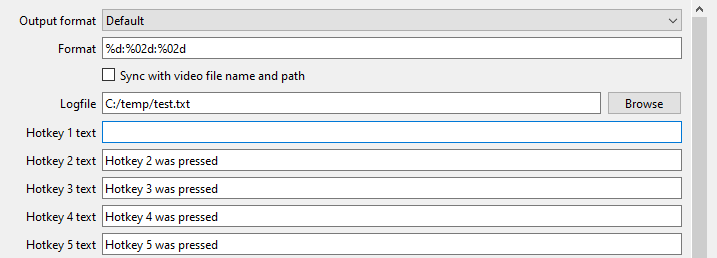 Output format Default
Format %d:%02d:%02d
Sync with video file name and path
Logfile C:/temp/test.txt Browse
Hotkey 1 text
Hotkey 2 text Hotkey 2 was pressed
Hotkey 3 text Hotkey 3 was pressed
Hotkey 4 text Hotkey 4 was pressed
Hotkey 5 text Hotkey 5 was pressed